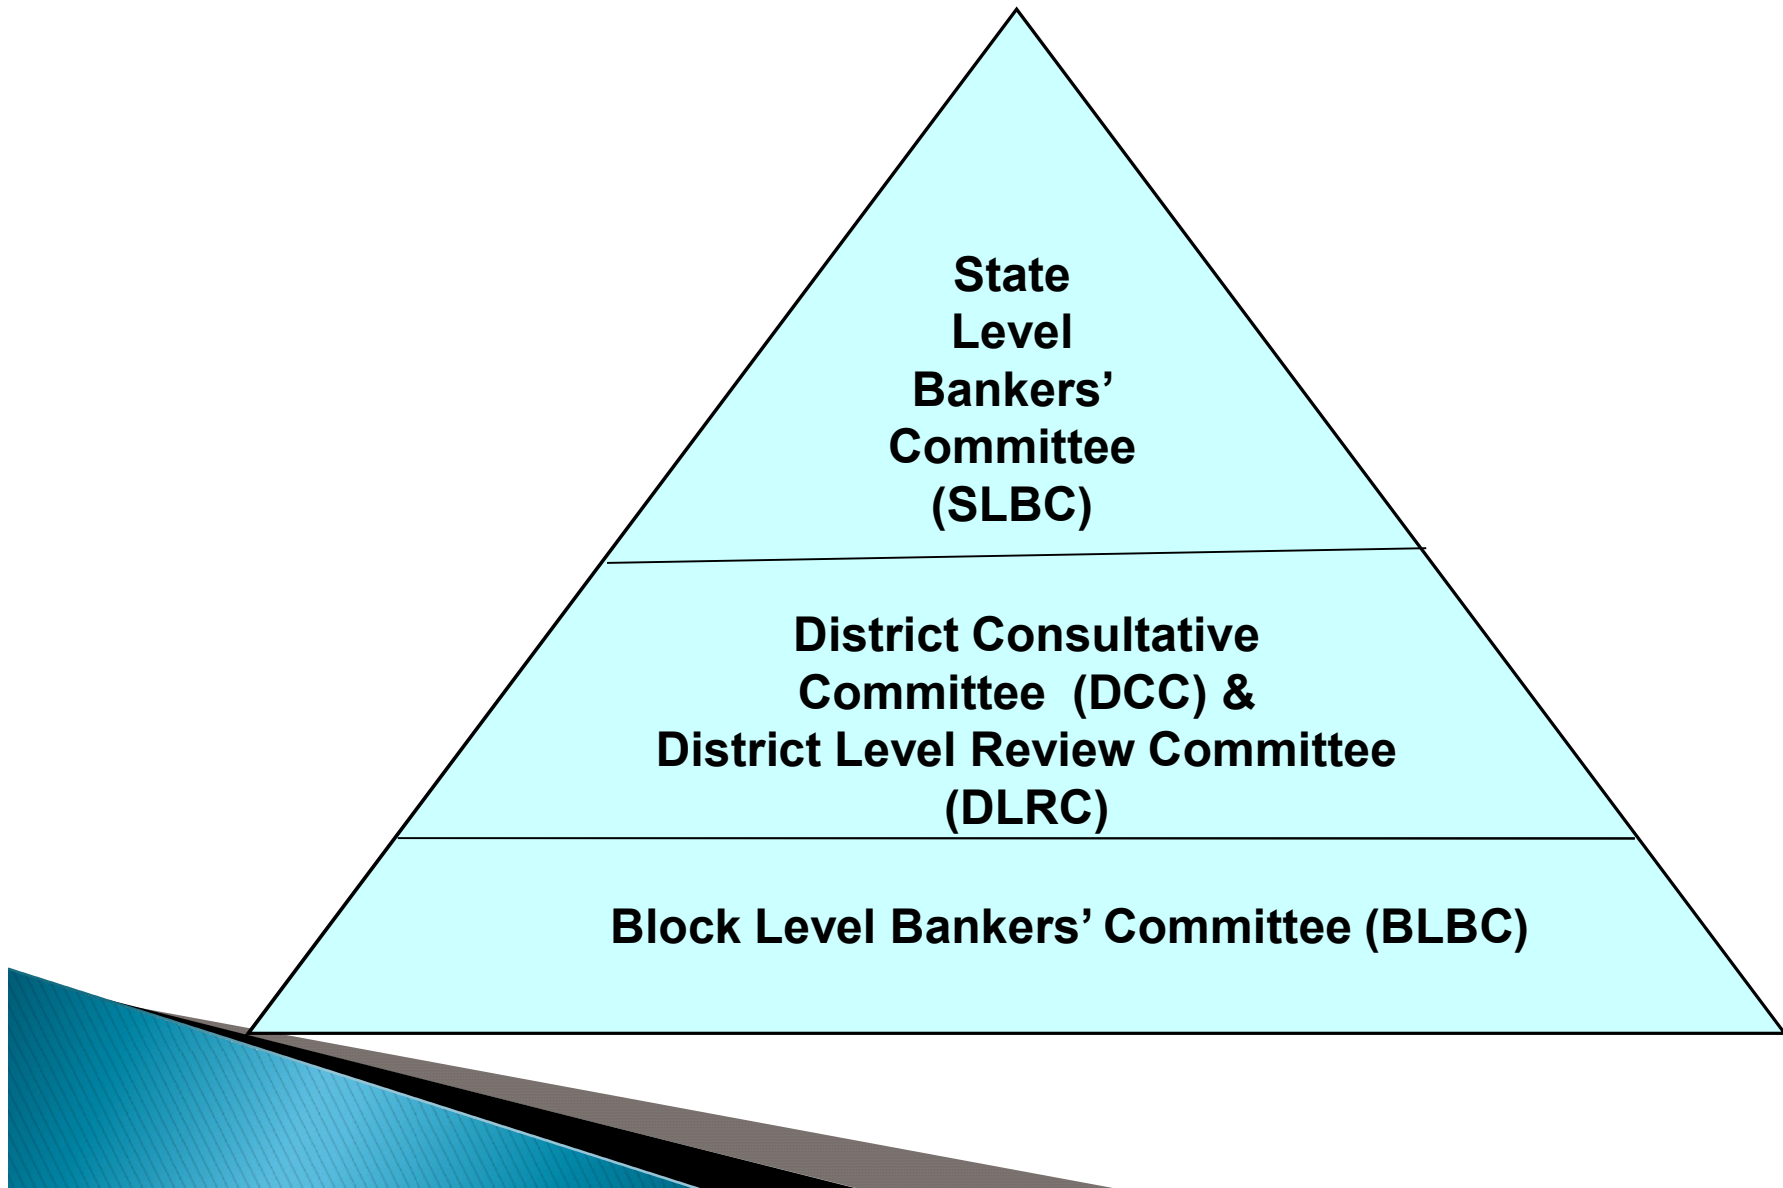 State
Level
Bankers’
Committee
(SLBC)
District Consultative
Committee  (DCC) &
District Level Review Committee
(DLRC)
Block Level Bankers’ Committee (BLBC)